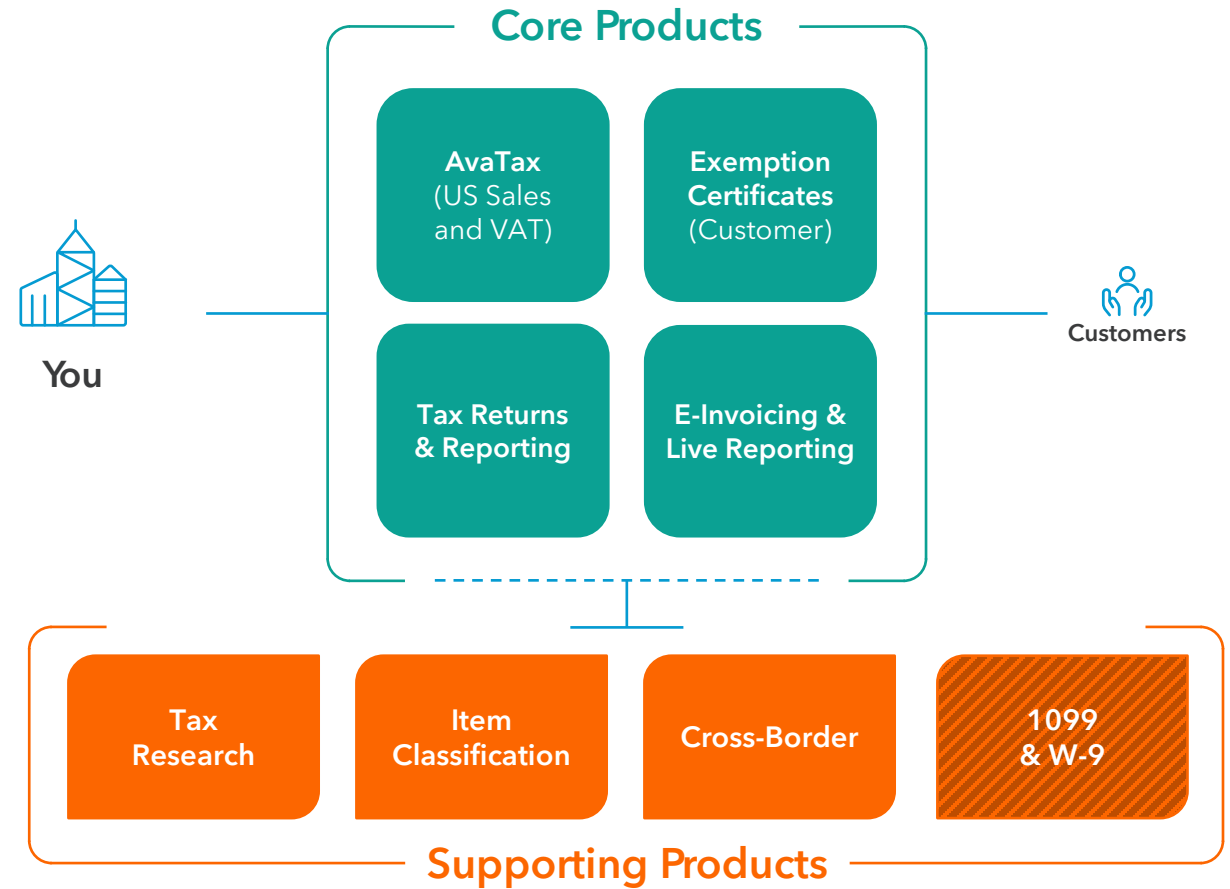 Core Products
AvaTax
(US Sales
and VAT)
Exemption
Certificates
(Customer)
You
Customers
Tax Returns
& Reporting
E-Invoicing &
Live Reporting
Tax
Research
Item
Classification
Cross-Border
1099
& W-9
Supporting Products